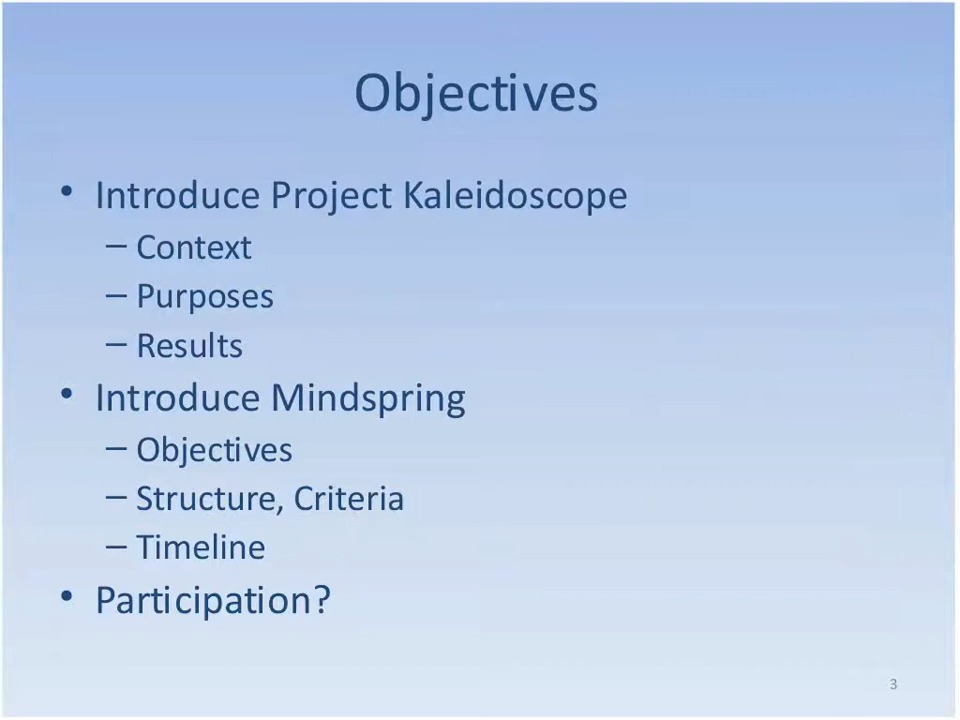 Objectives
• Introduce Project Kaleidoscope
– Context
– Purposes
– Results
• Introduce Mindspring
– Objectives
– Structure, Criteria
– Timeline
• Participation?
3